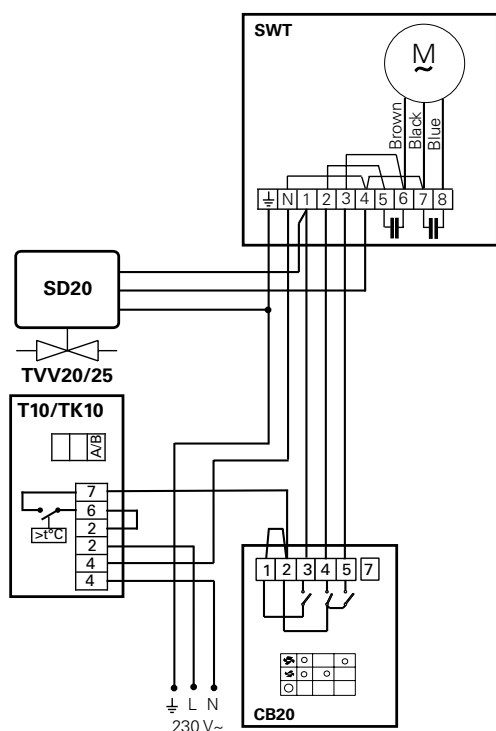 SWT
M
~
Brown
Black
Blue
⏚ N 1 2 3 4 5 6 7 8
SD20
TVV20/25
T10/TK10
A/B
7
6
2
2
4
4
>t°C
1 2 3 4 5 7
CB20
⏚ L N
230 V~